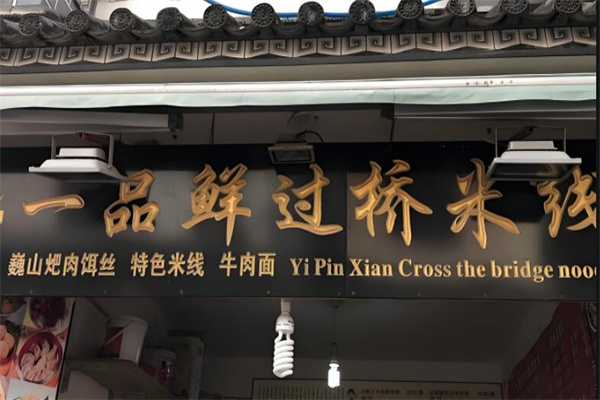 一品鲜过桥米线
巍山𤆵肉饵丝 特色米线 牛肉面 Yi Pin Xian Cross the bridge nood